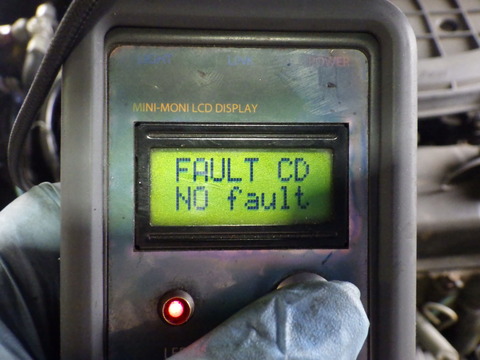 MINI-MONI LCD DISPLAY
FAULT CD
NO fault